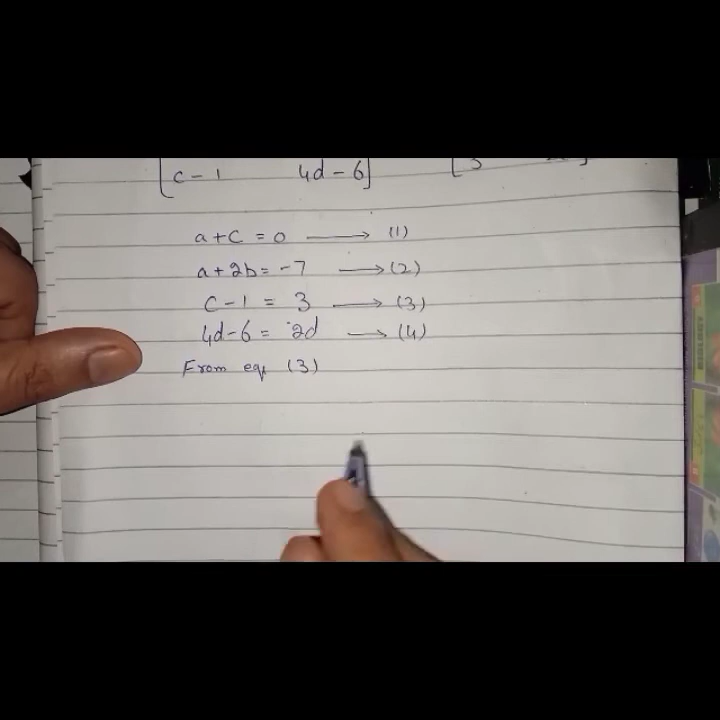 c - 1 4d - 6
a + c = 0 → (1)
a + 2b = -7 → (2)
c - 1 = 3 → (3)
4d - 6 = 2d → (4)
From eq. (3)